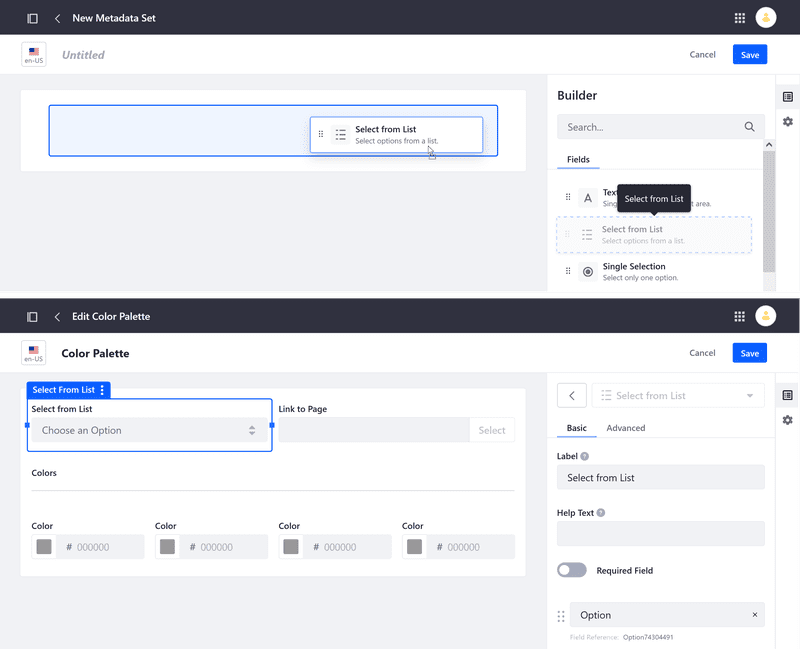 New Metadata Set
en-US
Untitled
Cancel
Save
Select from List
Select options from a list.
Builder
Search...
Fields
Select from List
Select from List
Select options from a list.
Single Selection
Select only one option.
Edit Color Palette
en-US
Color Palette
Cancel
Save
Select From List
Select from List
Choose an Option
Link to Page
Select
Colors
Color
# 000000
Color
# 000000
Color
# 000000
Color
# 000000
Select from List
Basic
Advanced
Label
Select from List
Help Text
Required Field
Option
Field Reference: Option74304491